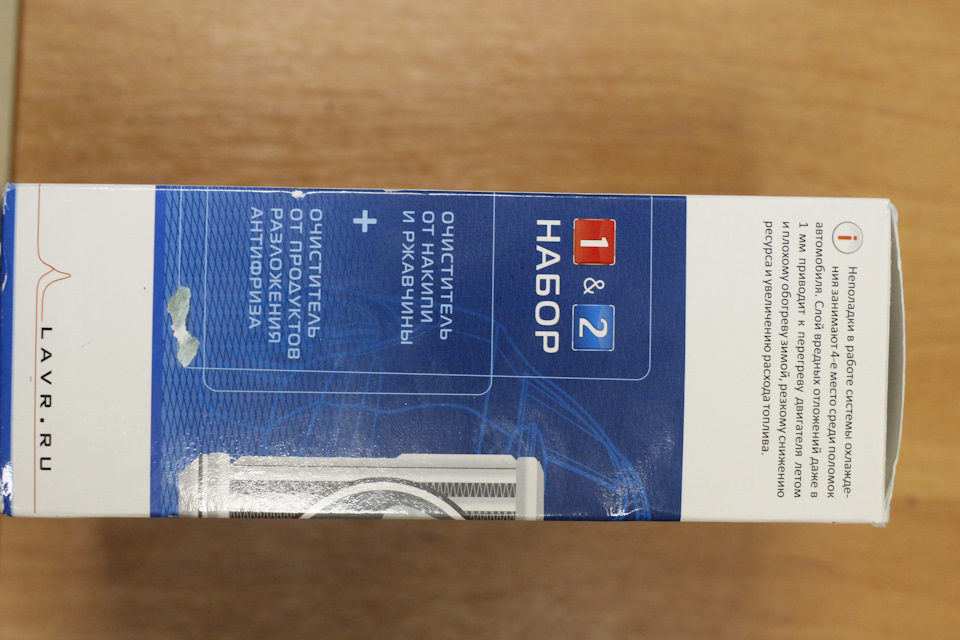 i
Неполадки в работе системы охлажде-
ния занимают 4-е место среди поломок
автомобиля. Слой вредных отложений даже в
1 мм приводит к перегреву двигателя летом
и плохому обогреву зимой, резкому снижению
ресурса и увеличению расхода топлива.
1 & 2
НАБОР
ОЧИСТИТЕЛЬ
ОТ НАКИПИ
И РЖАВЧИНЫ
+
ОЧИСТИТЕЛЬ
ОТ ПРОДУКТОВ
РАЗЛОЖЕНИЯ
АНТИФРИЗА
LAVR.RU